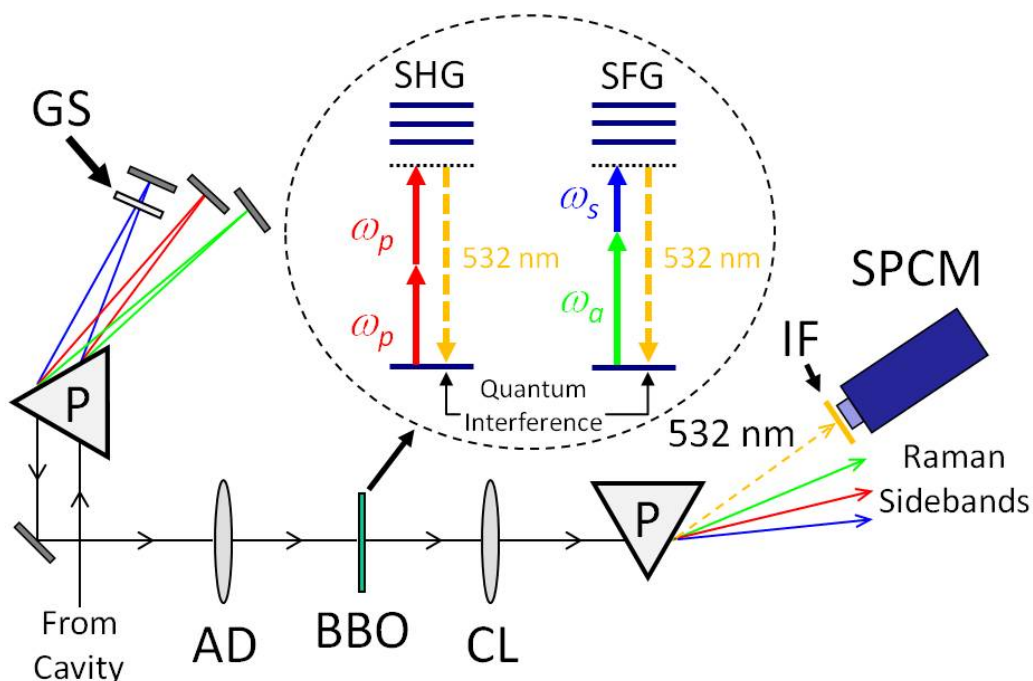 GS
SHG
SFG
ωp
ωp
532 nm
ωs
ωa
532 nm
Quantum
Interference
SPCM
IF
532 nm
Raman
Sidebands
P
P
From
Cavity
AD
BBO
CL